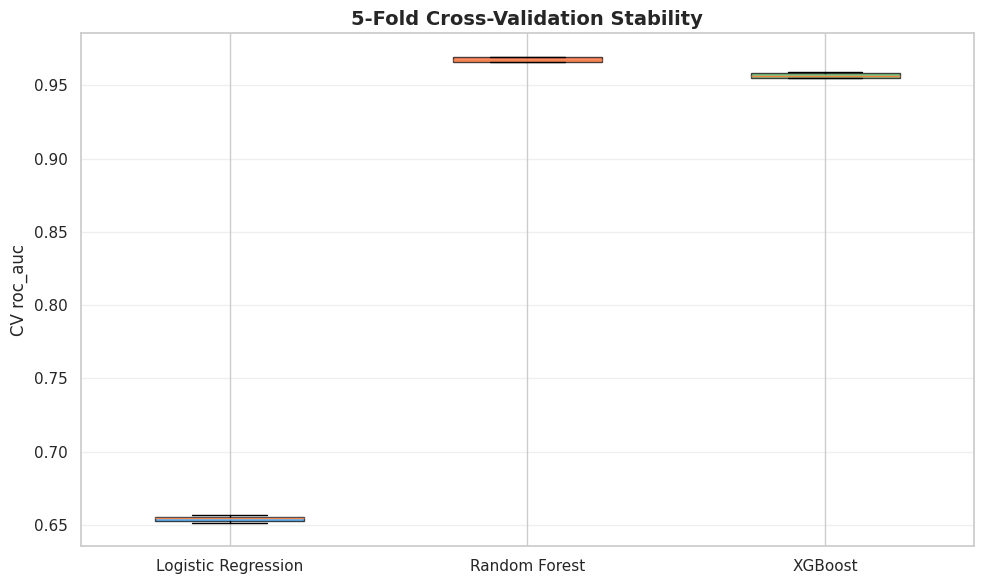 5-Fold Cross-Validation Stability
CV roc_auc
0.95
0.90
0.85
0.80
0.75
0.70
0.65
Logistic Regression
Random Forest
XGBoost